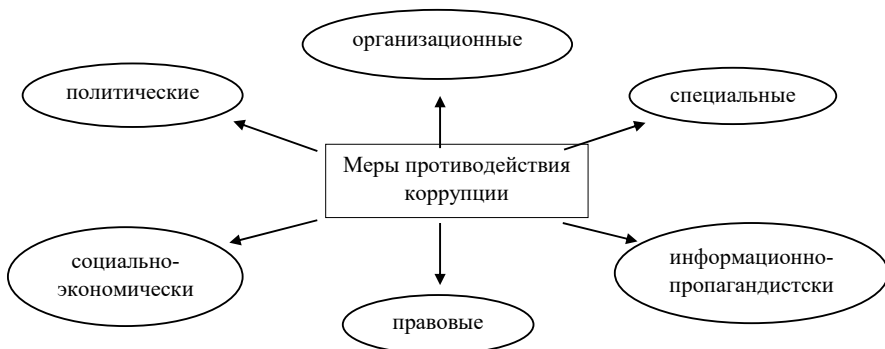 организационные
политические
специальные
Меры противодействия
коррупции
социально-
экономически
информационно-
пропагандистски
правовые